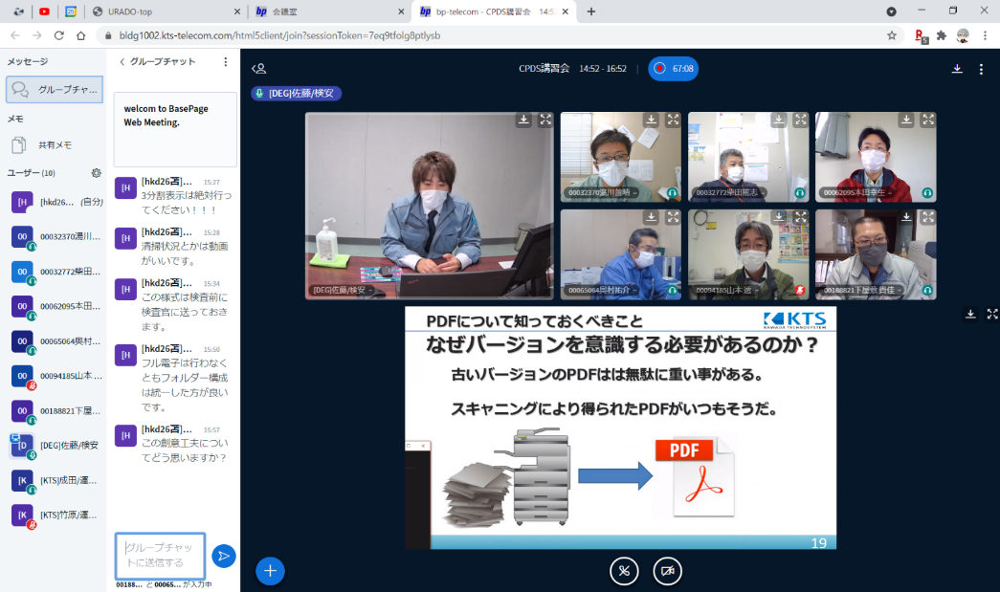 URADO-top
会議室
bp-telecom - CPDS講習会 14:5
bldg1002.kts-telecom.com/html5client/join?sessionToken=7eq9tfolg8ptlysb
メッセージ
グループチャ...
メモ
共有メモ
ユーザー (10)
[H
[hkd26... /(自分)
00
00032370湯川...
00
00032772柴田...
00
00062095本田...
00
00065064奥村...
00
00094185山本 ...
00
00188821下屋...
[D
[DEG]佐藤/検安
[K
[KTS]成田/運...
[K
[KTS]竹原/運...
グループチャット
welcom to BasePage
Web Meeting.
[H
[hkd26苫]... 15:27
3分割表示は絶対行っ
てください！！！
[H
[hkd26苫]... 15:28
清掃状況とかは動画
がいいです。
[H
[hkd26苫]... 15:34
この様式は検査前に
検査官に送っておき
ます。
[H
[hkd26苫]... 15:50
フル電子は行わなく
ともフォルダー構成
は統一した方が良い
です。
[H
[hkd26苫]... 15:57
この創意工夫につい
てどう思いますか？
グループチャッ
トに送信する
00188... と 00065... が入力中
CPDS講習会 14:52 - 16:52
67:08
[DEG]佐藤/検安
[DEG]佐藤/検安
00032370湯川
00032772柴田篤志
00062095本田幸生
00065064奥村祐介
00094185山本 透
00188821下屋敷 貴佳
PDFについて知っておくべきこと
KTS
KAWADA TECHNOSYSTEM
なぜバージョンを意識する必要があるのか？
古いバージョンのPDFはは無駄に重い事がある。
スキャニングにより得られたPDFがいつもそうだ。
PDF
19